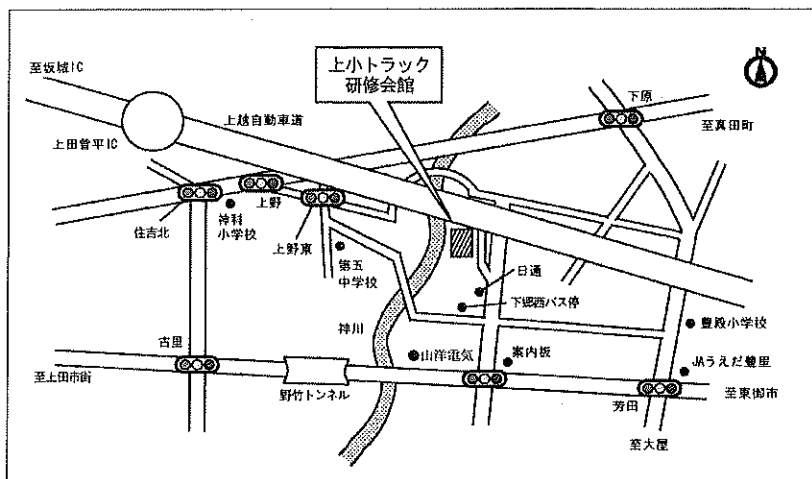 上小トラック
研修会館
N
至坂城IC
上越自動車道
下原
至真田町
上田菅平IC
住吉北
神科
小学校
上野
上野東
第五
中学校
日通
下郷西バス停
神川
豊殿小学校
古里
山洋電気
案内板
JAうえだ豊里
至上田市街
野竹トンネル
芳田
至東御市
至大屋